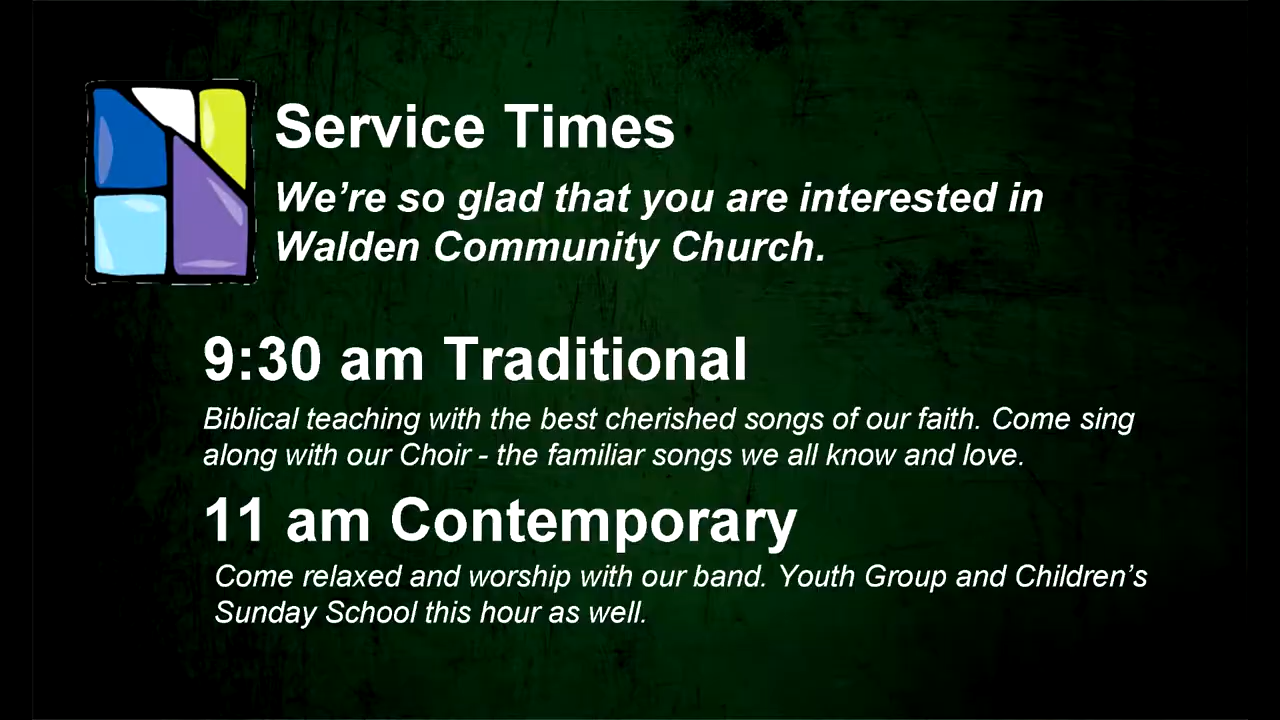 Service Times
We’re so glad that you are interested in
Walden Community Church.
9:30 am Traditional
Biblical teaching with the best cherished songs of our faith. Come sing
along with our Choir - the familiar songs we all know and love.
11 am Contemporary
Come relaxed and worship with our band. Youth Group and Children’s
Sunday School this hour as well.